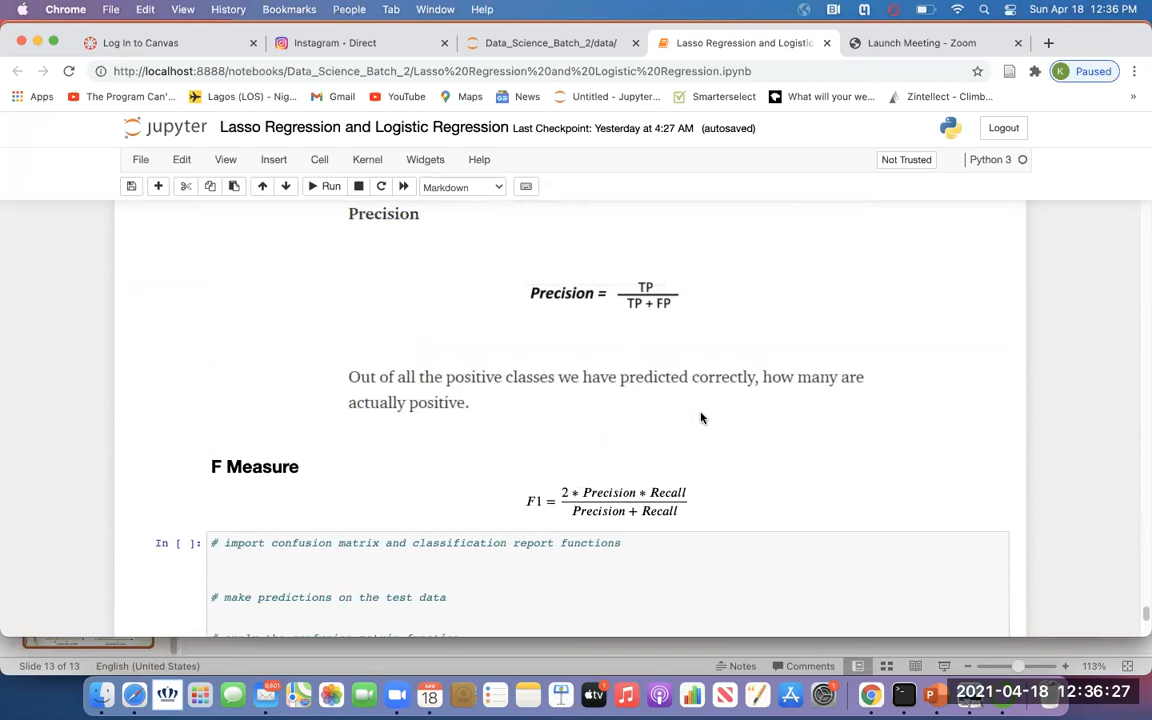 Chrome File Edit View History Bookmarks People Tab Window Help Sun Apr 18 12:36 PM
Log In to Canvas Instagram • Direct Data_Science_Batch_2/data/ Lasso Regression and Logistic Launch Meeting - Zoom
http://localhost:8888/notebooks/Data_Science_Batch_2/Lasso%20Regression%20and%20Logistic%20Regression.ipynb K Paused
Apps The Program Can'... Lagos (LOS) – Nig... Gmail YouTube Maps News Untitled - Jupyter... Smarterselect What will your we... Zintellect - Climb... »
jupyter Lasso Regression and Logistic Regression Last Checkpoint: Yesterday at 4:27 AM (autosaved) Logout
File Edit View Insert Cell Kernel Widgets Help Not Trusted Python 3
Run Markdown
Precision
Precision = TP
TP + FP
Out of all the positive classes we have predicted correctly, how many are
actually positive.
F Measure
F1 = 2 * Precision * Recall
Precision + Recall
In [ ]: # import confusion matrix and classification report functions
# make predictions on the test data
Slide 13 of 13 English (United States) Notes Comments 113%
9,601 APR 18 1 1
2021-04-18 12:36:27